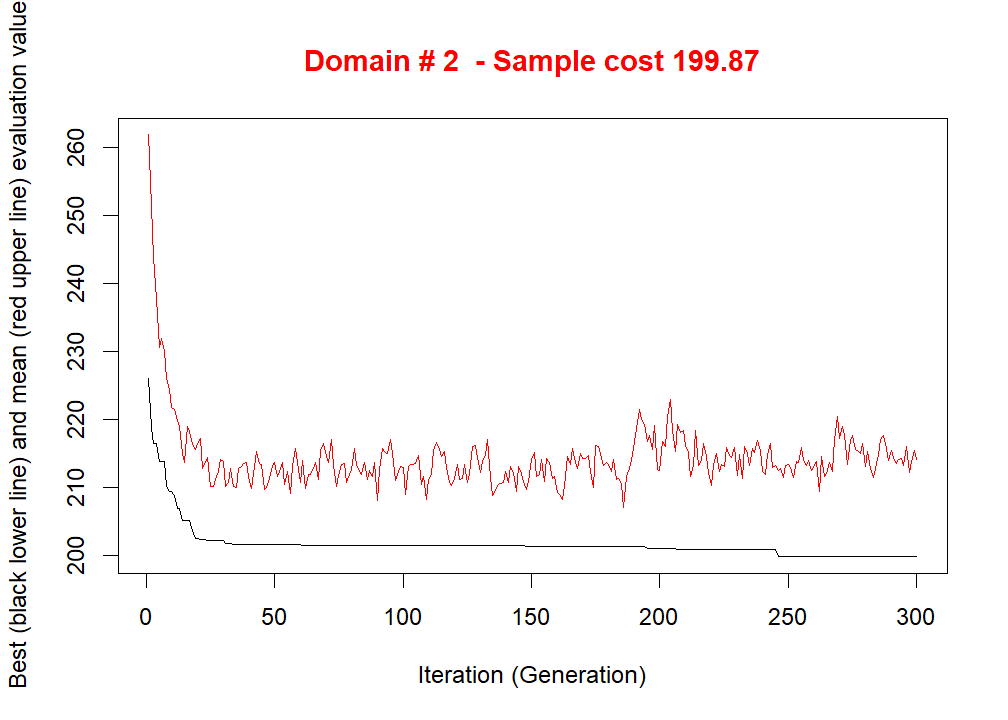 Domain # 2  - Sample cost 199.87
Best (black lower line) and mean (red upper line) evaluation value
260
250
240
230
220
210
200
0 50 100 150 200 250 300
Iteration (Generation)